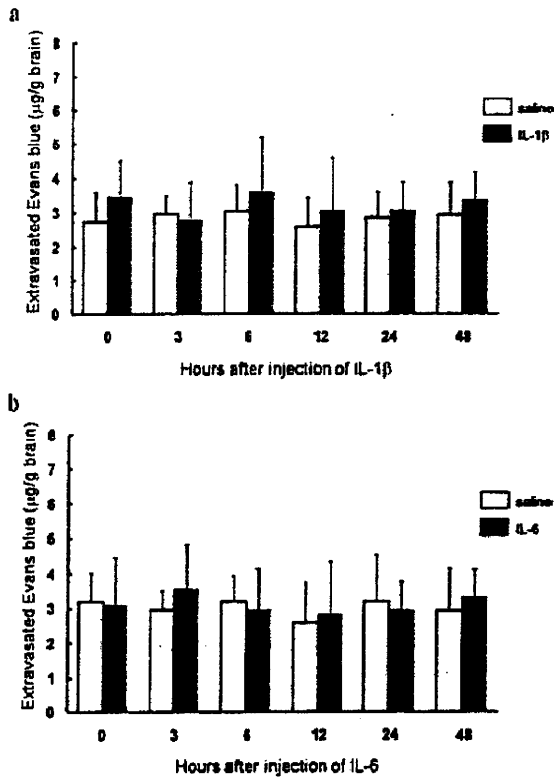 a
Extravasated Evans blue (µg/g brain)
8
7
6
5
4
3
2
1
0
saline
IL-1β
0 3 6 12 24 48
Hours after injection of IL-1β
b
Extravasated Evans blue (µg/g brain)
8
7
6
5
4
3
2
1
0
saline
IL-6
0 3 6 12 24 48
Hours after injection of IL-6